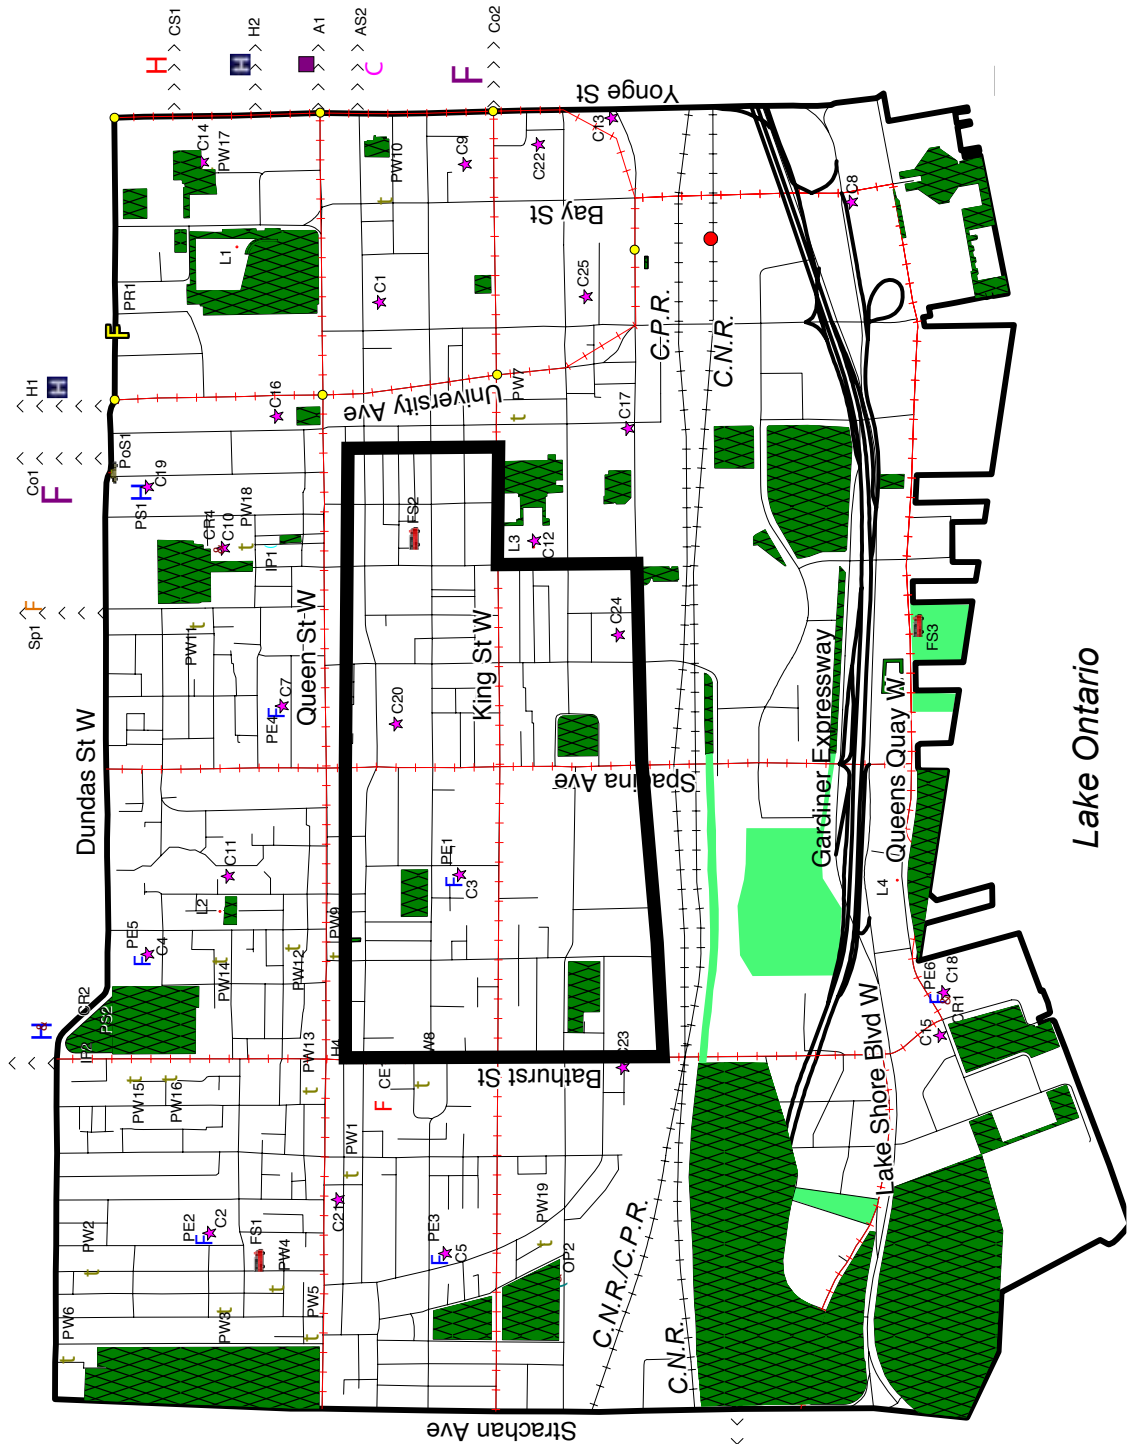 CS1
H
H2
H
A1
AS2
C
Co2
F
H1
H
Co1
F
Sp1
F
H
Yonge St
C14
PW17
PW10
C9
C22
C13
Bay St
C8
L1
PR1
F
C1
C25
C.P.R.
C.N.R.
C16
University Ave
PW7
t
C17
PoS1
C19
PS1
H
CR4
C10
PW18
t
IP1
FS2
L3
C12
PW11
t
Queen St W
King St W
C24
FS3
PE4
F
C7
C20
Dundas St W
Spadina Ave
Gardiner Expressway
Queens Quay W
Lake Ontario
C11
L2
PE1
F
C3
L4
PE5
F
C4
PW14
t
PW12
t
PW9
t
CR2
PS2
IP2
PW13
t
H4
W8
t
C23
Bathurst St
PE6
F
C18
CR1
C15
Lake Shore Blvd W
PW15
t
PW16
t
CE
F
PW1
t
C21
PW2
t
PE2
F
C2
FS1
PW4
t
PE3
F
C5
PW19
t
OP2
C.N.R./C.P.R.
C.N.R.
PW6
t
PW3
t
PW5
t
Strachan Ave